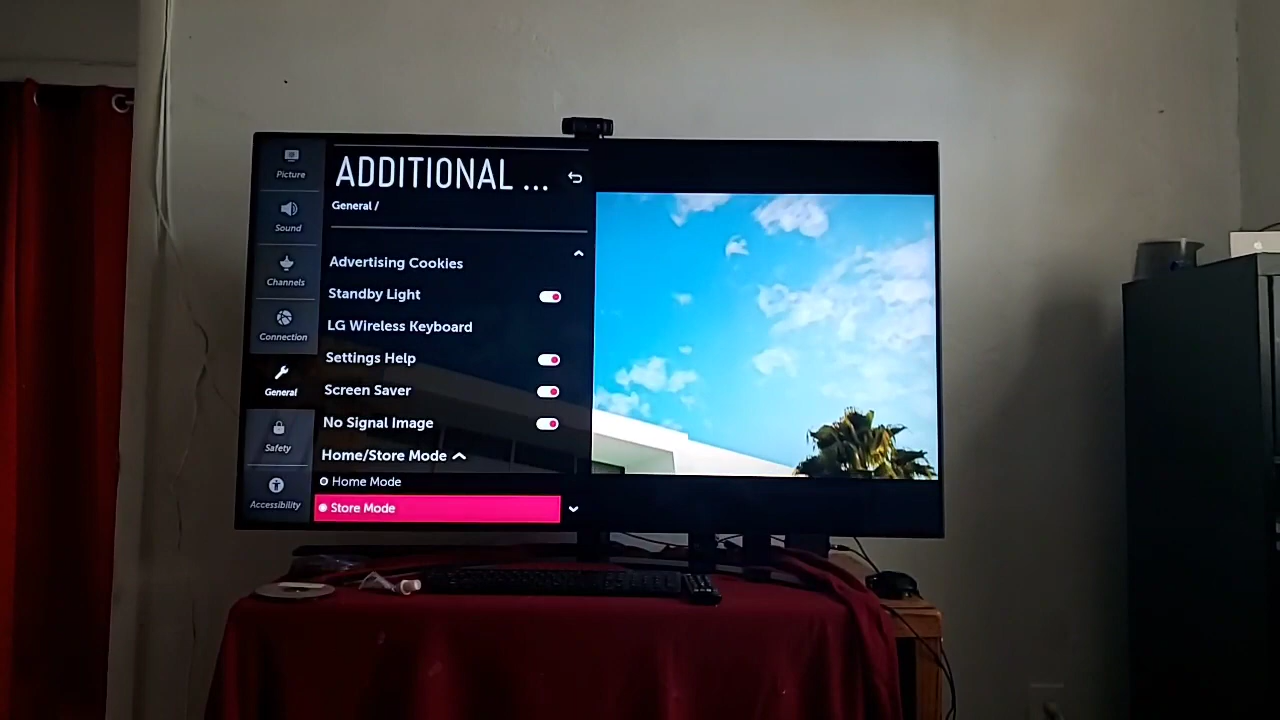 Picture
Sound
Channels
Connection
General
Safety
Accessibility
ADDITIONAL ...
General /
Advertising Cookies
Standby Light
LG Wireless Keyboard
Settings Help
Screen Saver
No Signal Image
Home/Store Mode
Home Mode
Store Mode